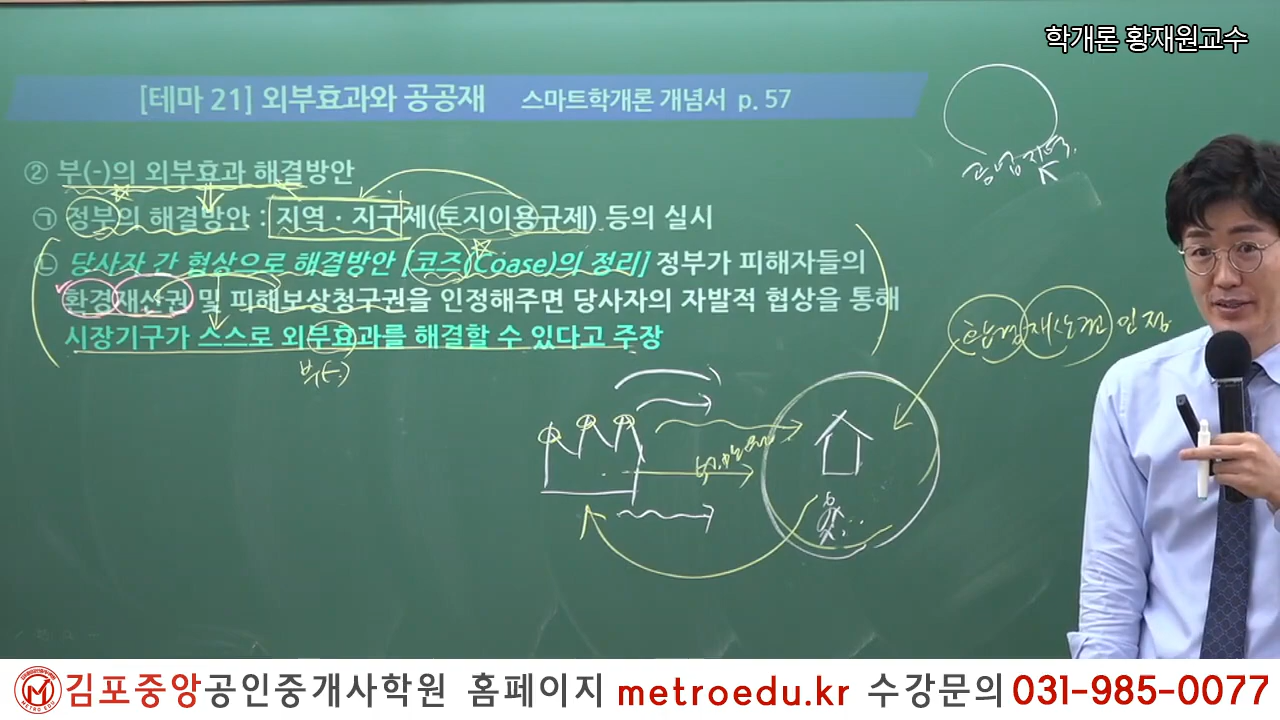 학개론 황재원교수
[테마 21] 외부효과와 공공재 스마트학개론 개념서 p. 57
② 부(-)의 외부효과 해결방안
㉠ 정부의 해결방안 : 지역·지구제(토지이용규제) 등의 실시
㉡ 당사자 간 협상으로 해결방안 [코즈(Coase)의 정리] 정부가 피해자들의
환경재산권 및 피해보상청구권을 인정해주면 당사자의 자발적 협상을 통해
시장기구가 스스로 외부효과를 해결할 수 있다고 주장
부(-)
환경재산권 인정
METRO EDU
김포중앙공인중개사학원 홈페이지 metroedu.kr 수강문의 031-985-0077